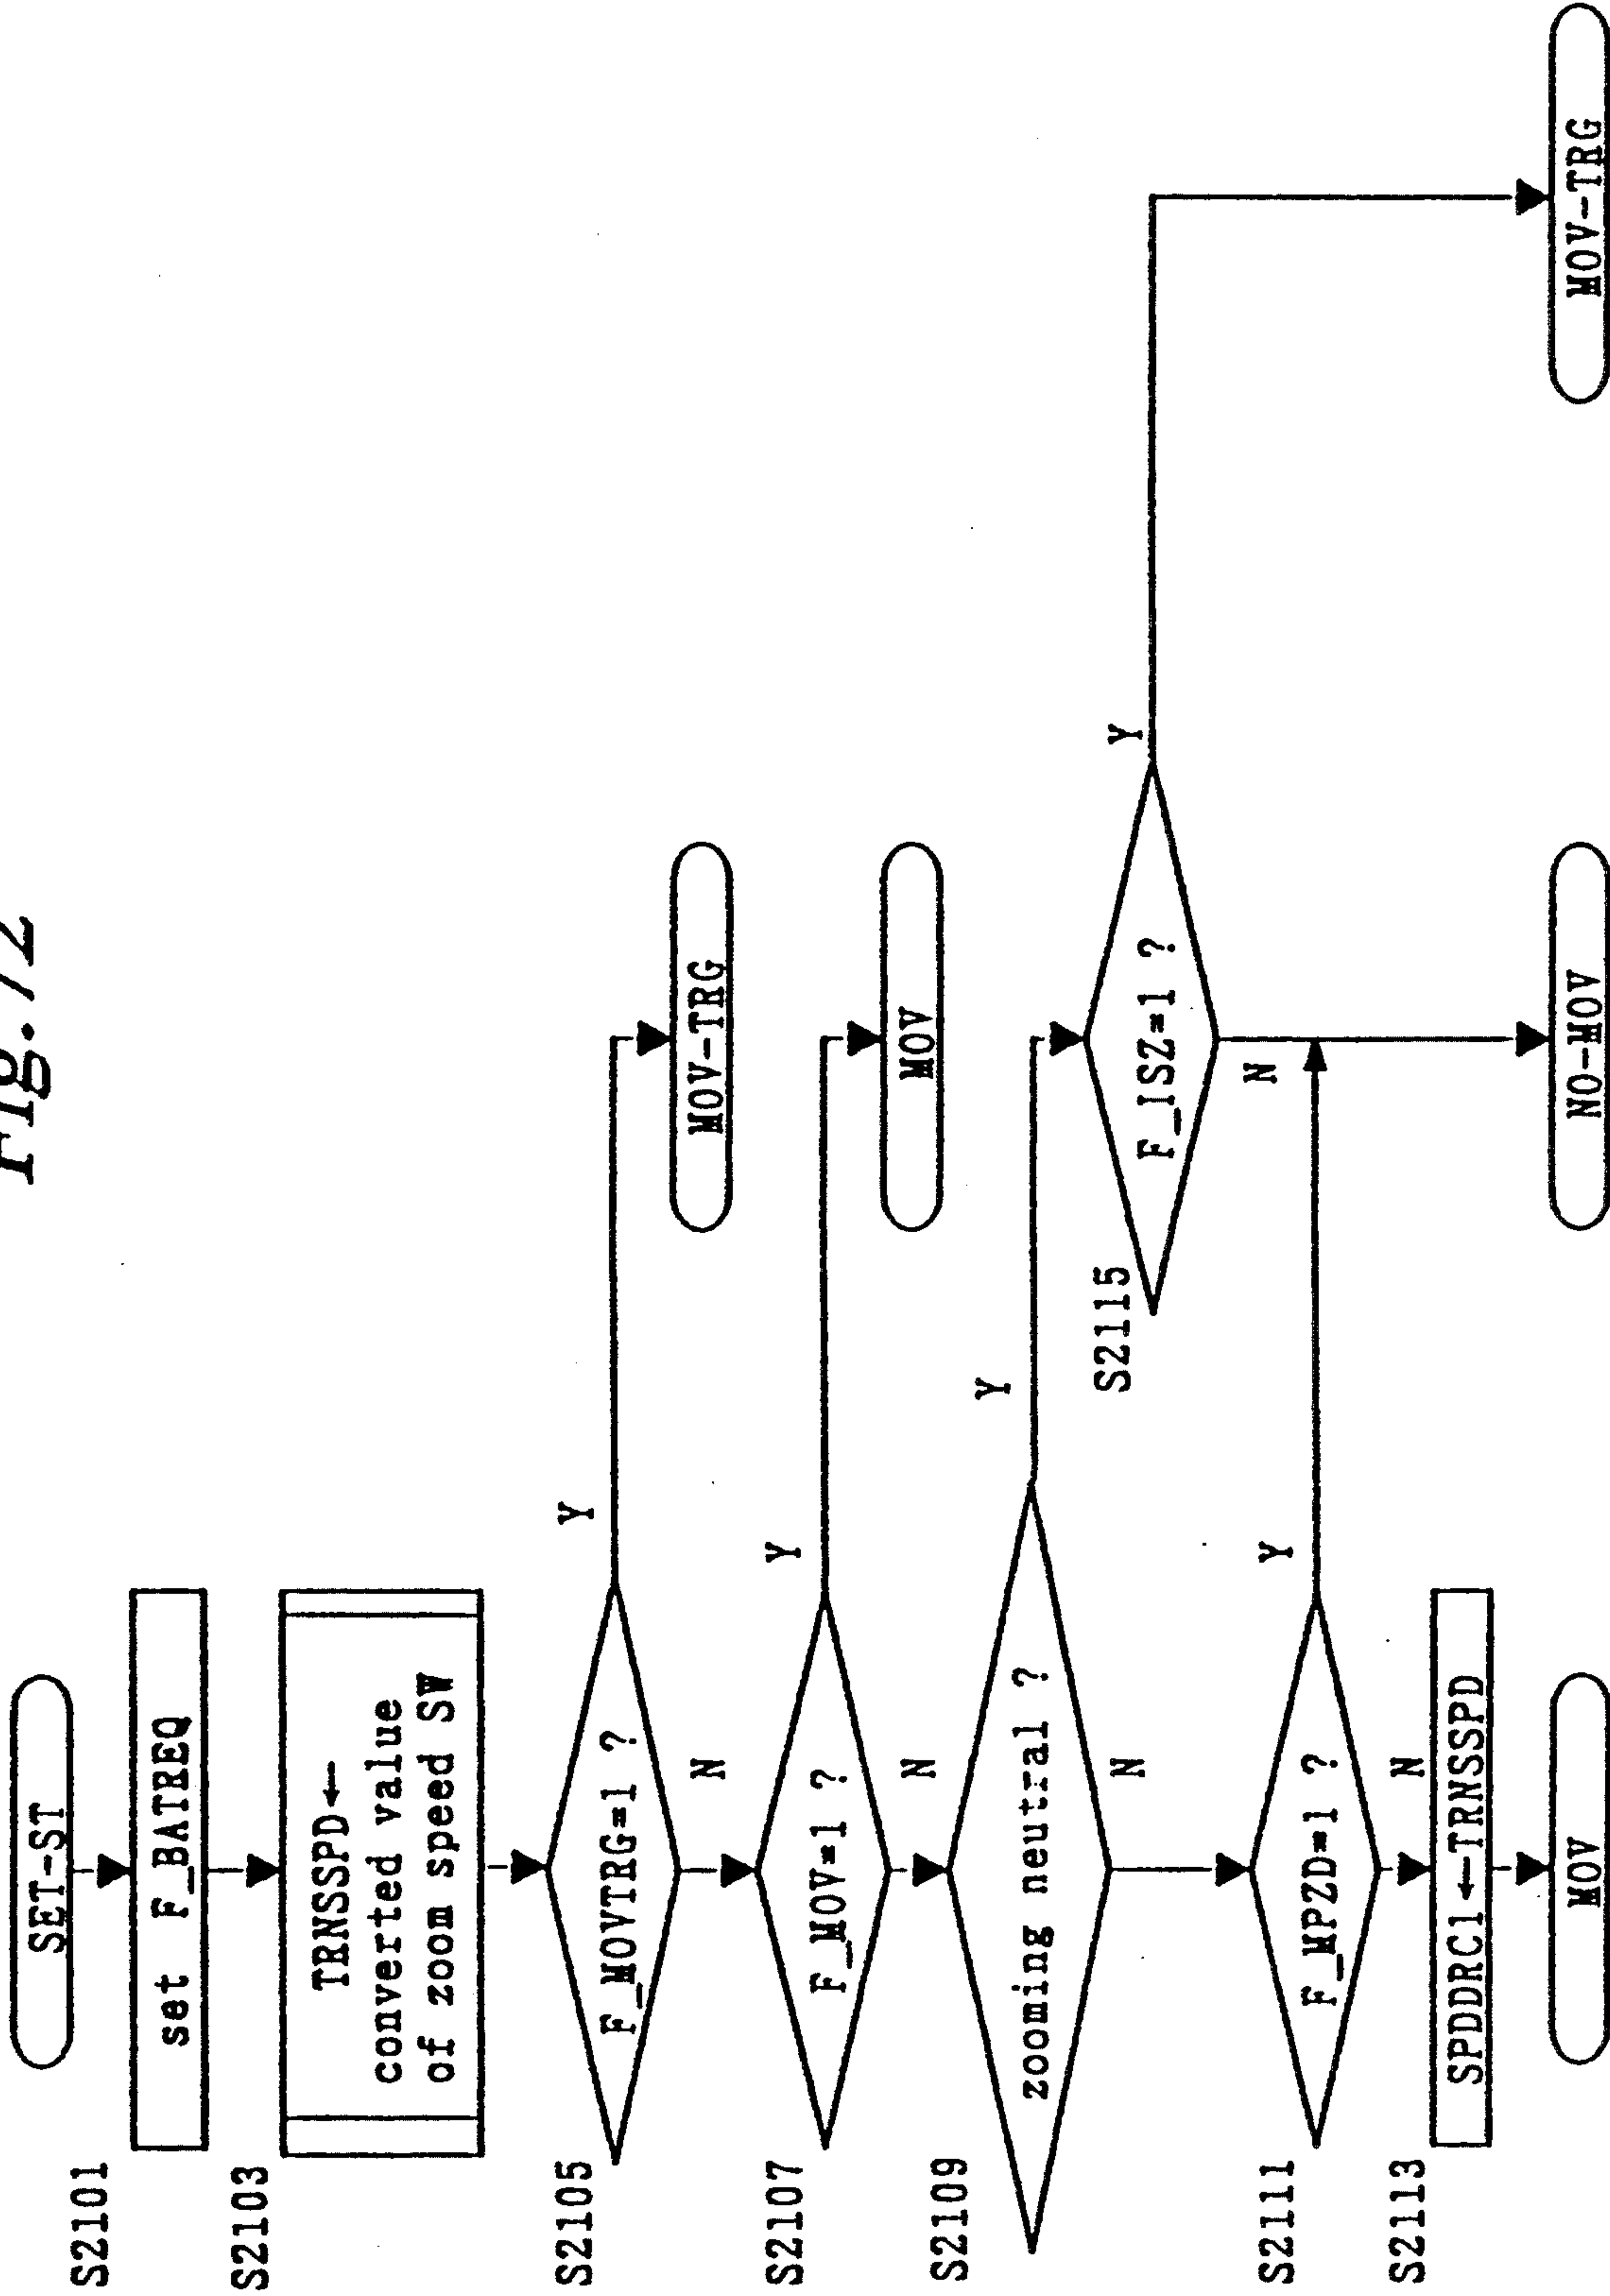 Fig. 72
SET-ST
S2101
set F_BATREQ
S2103
TRNSSPD←
converted value
of zoom speed SW
S2105
F_MOVTRG=1 ?
Y
N
MOV-TRG
S2107
F_MOV=1 ?
Y
N
MOV
S2109
zooming neutral ?
Y
N
S2115
F_ISZ=1 ?
Y
N
S2111
F_MPZD=1 ?
Y
N
S2113
SPDDRC1←TRNSSPD
MOV
NO-MOV
MOV-TRG